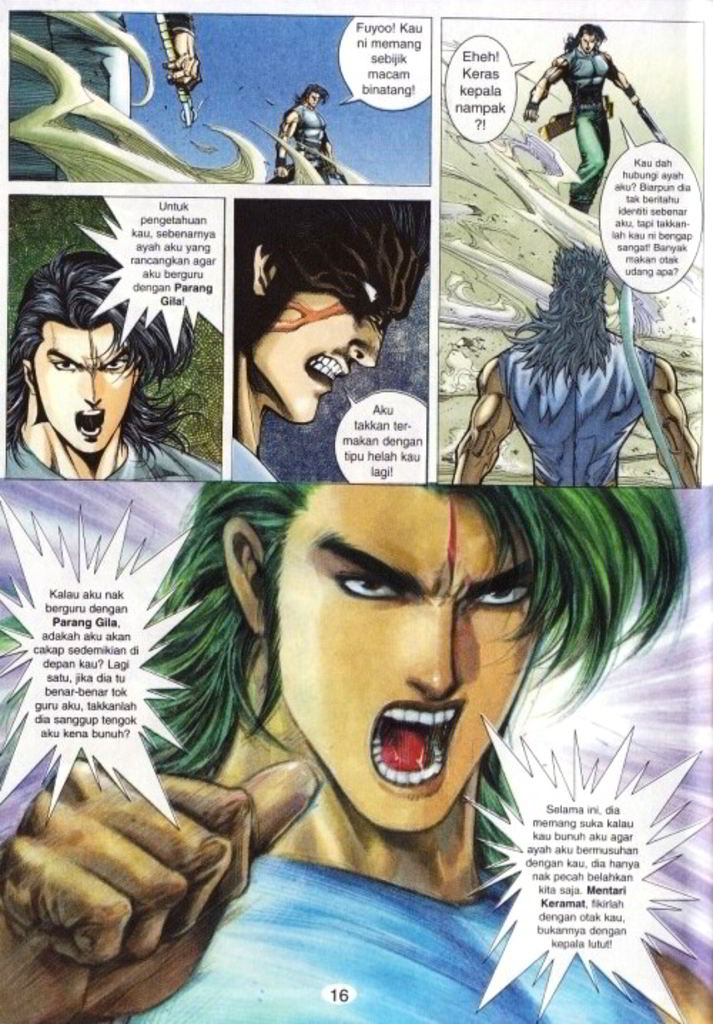 Fuyoo! Kau
ni memang
sebijik
macam
binatang!
Eheh!
Keras
kepala
nampak
?!
Kau dah
hubungi ayah
aku? Biarpun dia
tak beritahu
identiti sebenar
aku, tapi takkan-
lah kau ni bengap
sangat! Banyak
makan otak
udang apa?
Untuk
pengetahuan
kau, sebenarnya
ayah aku yang
rancangkan agar
aku berguru
dengan Parang
Gila!
Aku
takkan ter-
makan dengan
tipu helah kau
lagi!
Kalau aku nak
berguru dengan
Parang Gila,
adakah aku akan
cakap sedemikian di
depan kau? Lagi
satu, jika dia tu
benar-benar tok
guru aku, takkanlah
dia sanggup tengok
aku kena bunuh?
Selama ini, dia
memang suka kalau
kau bunuh aku agar
ayah aku bermusuhan
dengan kau, dia hanya
nak pecah belahkan
kita saja. Mentari
Keramat, fikirlah
dengan otak kau,
bukannya dengan
kepala lutut!
16